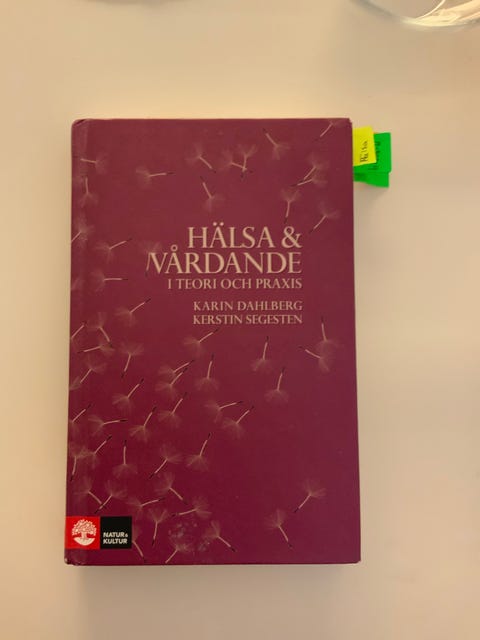 HÄLSA &
VÅRDANDE
I TEORI OCH PRAXIS
KARIN DAHLBERG
KERSTIN SEGESTEN
NATUR &
KULTUR